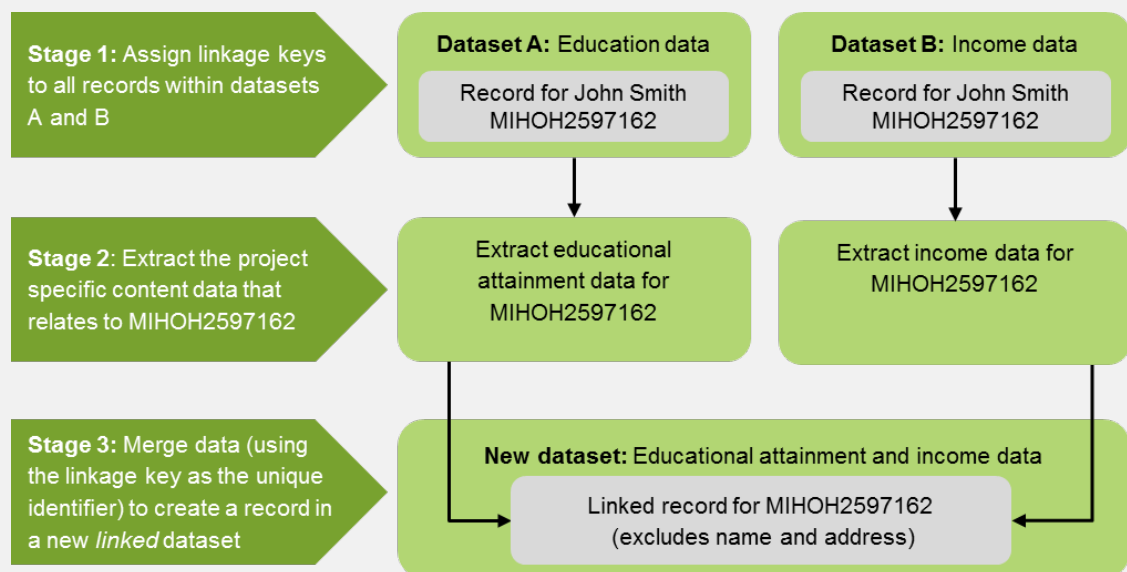 Stage 1: Assign linkage keys
to all records within datasets
A and B
Dataset A: Education data
Record for John Smith
MIHOH2597162
Dataset B: Income data
Record for John Smith
MIHOH2597162
Stage 2: Extract the project
specific content data that
relates to MIHOH2597162
Extract educational
attainment data for
MIHOH2597162
Extract income data for
MIHOH2597162
Stage 3: Merge data (using
the linkage key as the unique
identifier) to create a record in
a new linked dataset
New dataset: Educational attainment and income data
Linked record for MIHOH2597162
(excludes name and address)